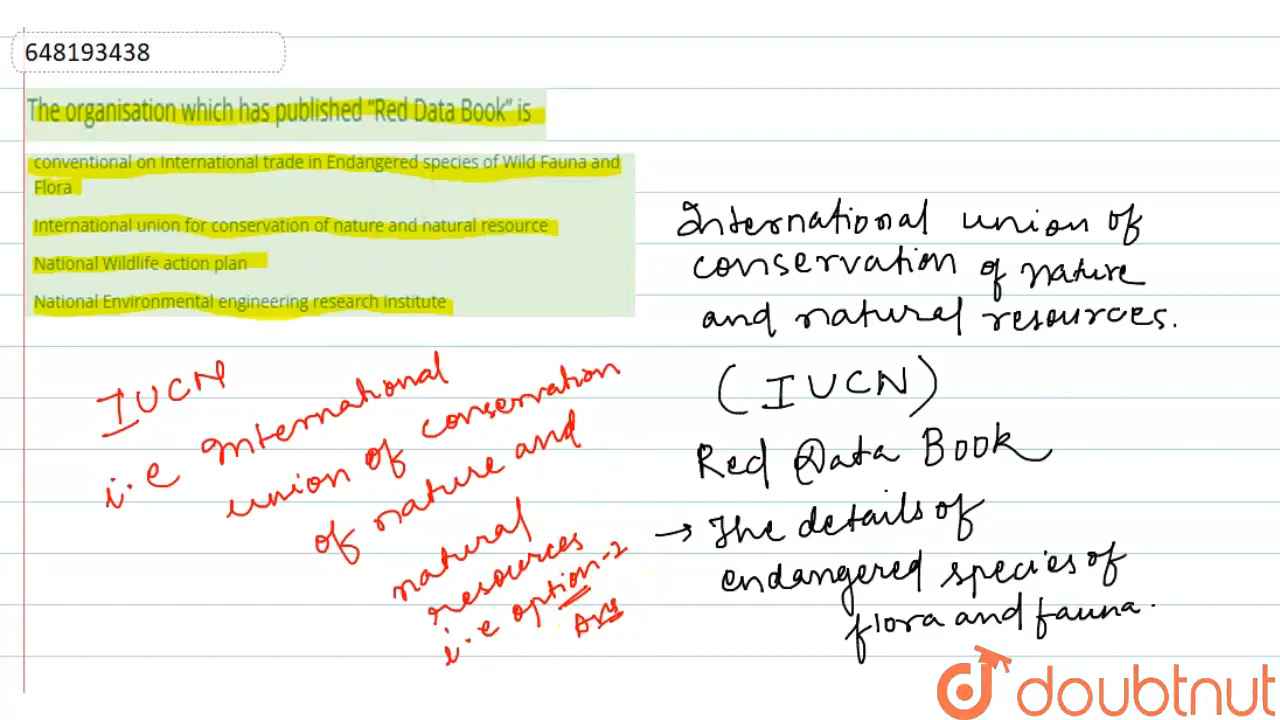 648193438
The organisation which has published “Red Data Book” is
conventional on International trade in Endangered species of Wild Fauna and
Flora
International union for conservation of nature and natural resource
National Wildlife action plan
National Environmental engineering research institute
IUCN
i.e International
union of conservation
of nature and
natural
resources
i.e option-2
Ans
International union of
conservation of nature
and natural resources.
(IUCN)
Red Data Book
→ The details of
endangered species of
flora and fauna.
doubtnut